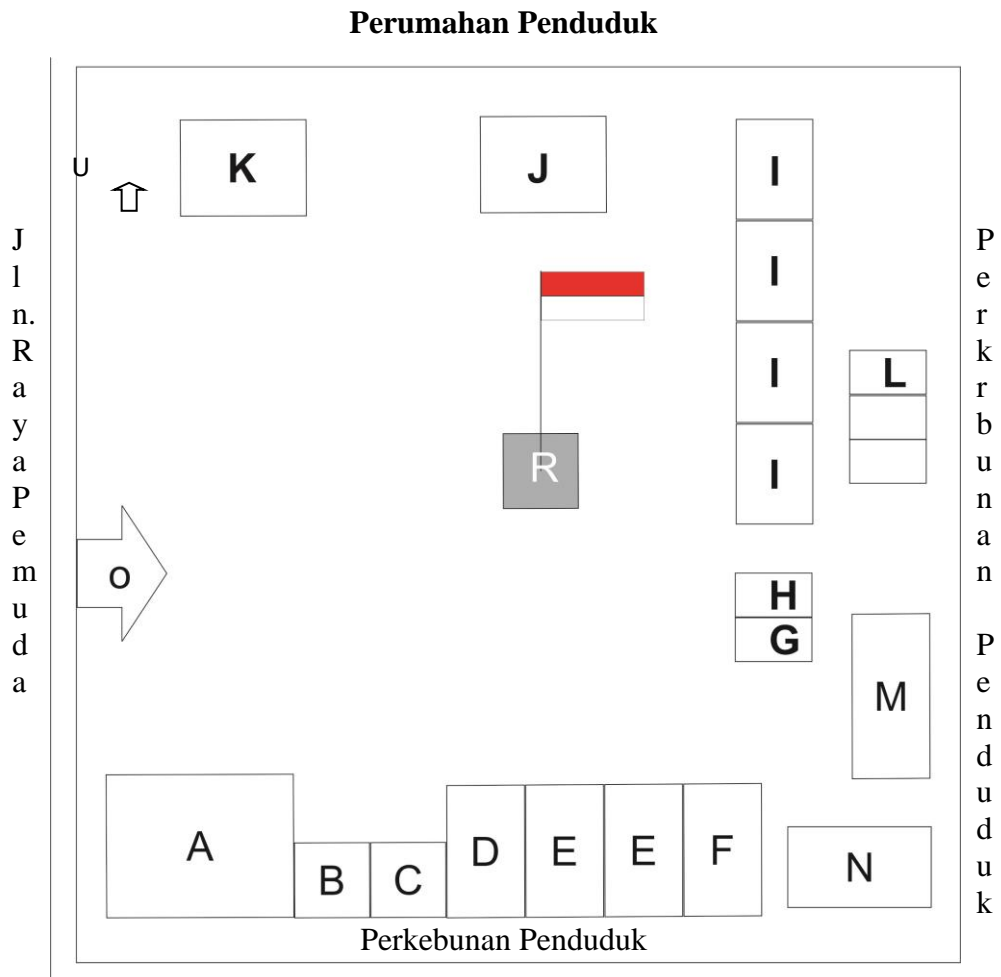 Perumahan Penduduk
U
K
J
I
I
I
I
L
Jln.Raya Pemuda
Perkrbunan Penduduk
R
O
H
G
M
A
B
C
D
E
E
F
N
Perkebunan Penduduk